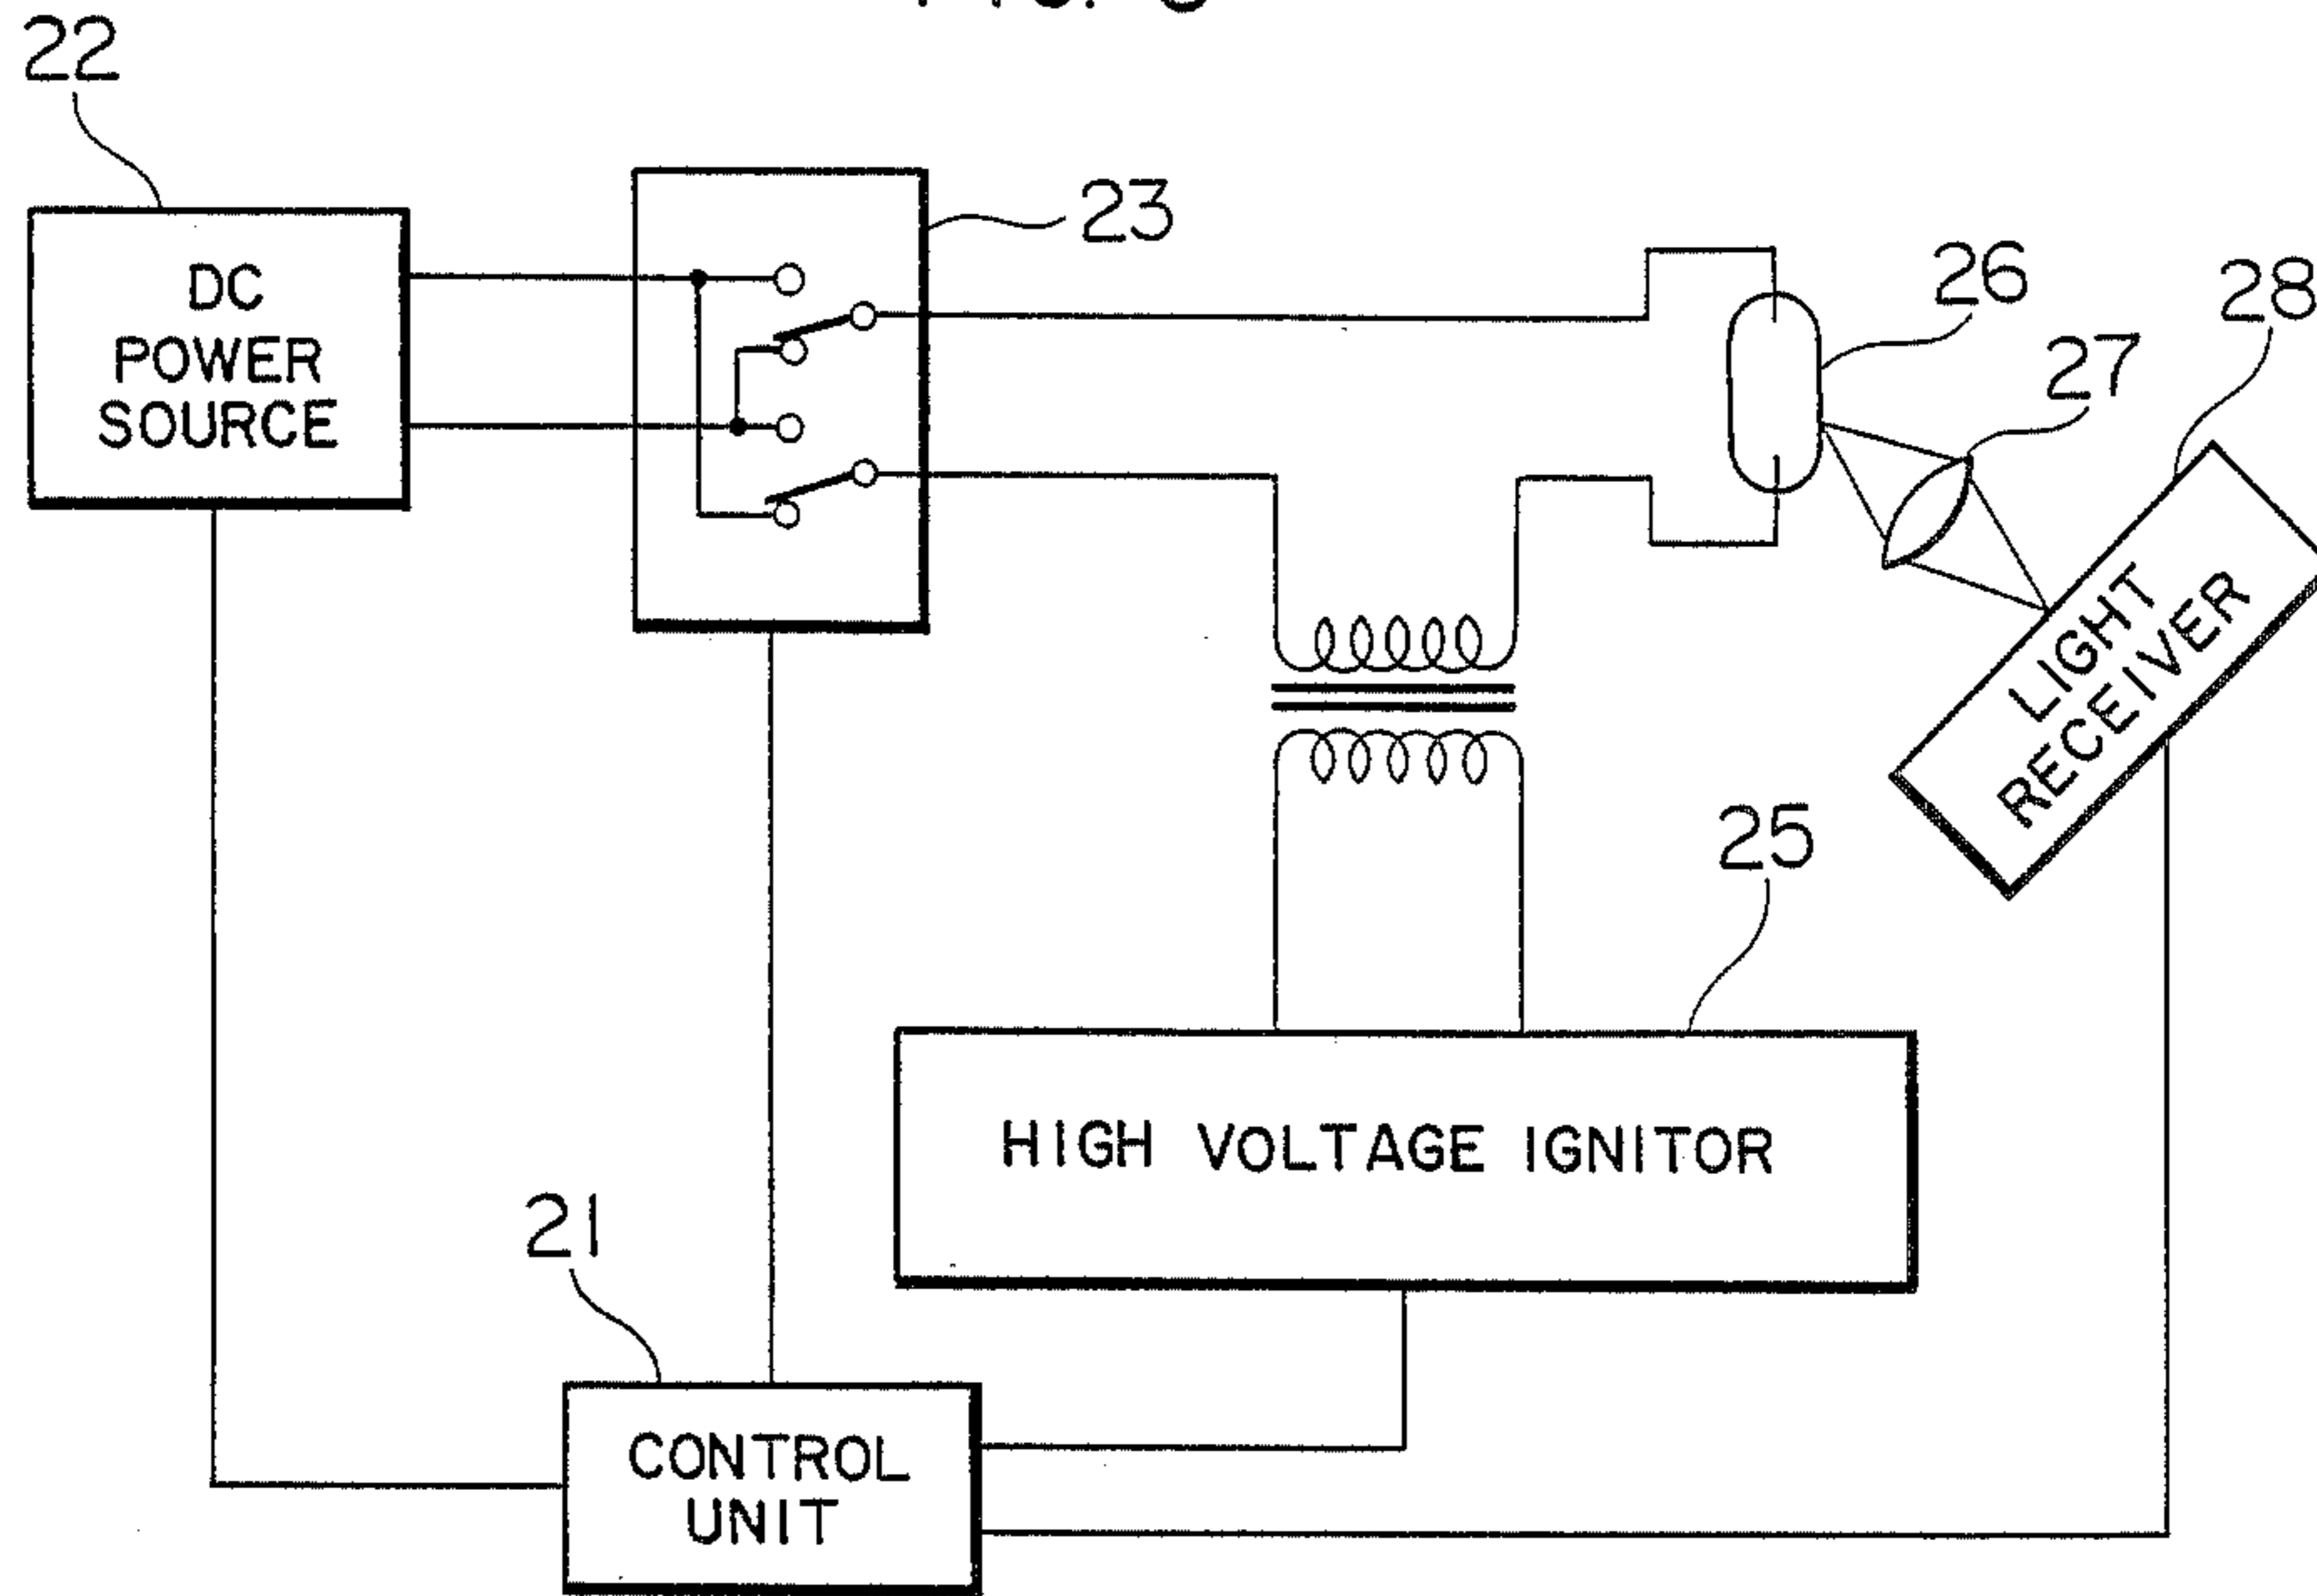 22
23
DC
POWER
SOURCE
26
28
27
LIGHT
RECEIVER
25
HIGH VOLTAGE IGNITOR
21
CONTROL
UNIT